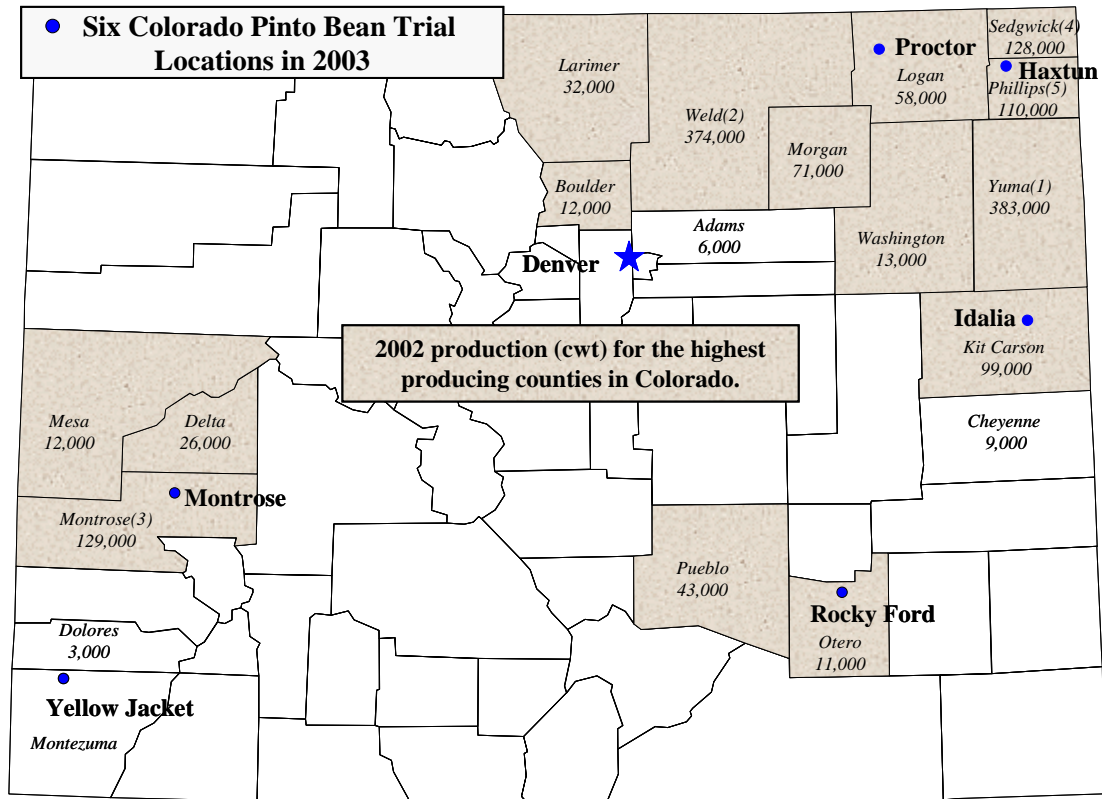 Six Colorado Pinto Bean Trial
Locations in 2003
Larimer
32,000
Weld(2)
374,000
Proctor
Logan
58,000
Sedgwick(4)
128,000
Haxtun
Phillips(5)
110,000
Morgan
71,000
Boulder
12,000
Yuma(1)
383,000
Adams
6,000
Washington
13,000
Denver
Idalia
Kit Carson
99,000
2002 production (cwt) for the highest
producing counties in Colorado.
Mesa
12,000
Delta
26,000
Cheyenne
9,000
Montrose
Montrose(3)
129,000
Pueblo
43,000
Rocky Ford
Otero
11,000
Dolores
3,000
Yellow Jacket
Montezuma